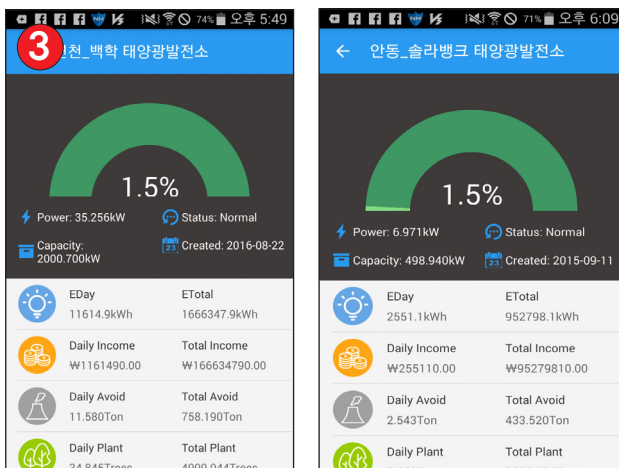 74% 오후 5:49
3
천_백학 태양광발전소
1.5%
Power: 35.256kW
Status: Normal
Capacity:
2000.700kW
23
Created: 2016-08-22
EDay
ETotal
11614.9kWh
1666347.9kWh
Daily Income
Total Income
₩1161490.00
₩166634790.00
Daily Avoid
Total Avoid
11.580Ton
758.190Ton
Daily Plant
Total Plant
34.845Trees
4999.044Trees
71% 오후 6:09
안동_솔라뱅크 태양광발전소
1.5%
Power: 6.971kW
Status: Normal
Capacity: 498.940kW
23
Created: 2015-09-11
EDay
ETotal
2551.1kWh
952798.1kWh
Daily Income
Total Income
₩255110.00
₩95279810.00
Daily Avoid
Total Avoid
2.543Ton
433.520Ton
Daily Plant
Total Plant